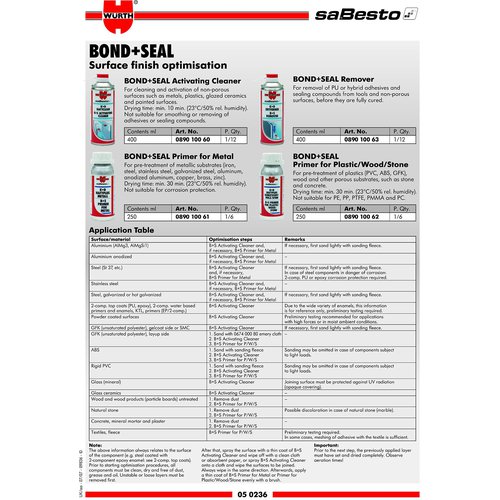 WÜRTH
saBesto
BOND+SEAL
Surface finish optimisation
BOND+SEAL Activating Cleaner
For cleaning and activation of non-porous
surfaces such as metals, plastics, glazed ceramics
and painted surfaces.
Drying time: min. 10 min. (23°C/50% rel. humidity).
Not suitable for smoothing or removing of
adhesives or sealing compounds.
Contents ml Art. No. P. Qty.
400 0890 100 60 1/12
BOND+SEAL Remover
For removal of PU or hybrid adhesives and
sealing compounds from tools and non-porous
surfaces, before they are fully cured.
Contents ml Art. No. P. Qty.
400 0890 100 63 1/12
BOND+SEAL Primer for Metal
For pre-treatment of metallic substrates (iron,
steel, stainless steel, galvanized steel, aluminum,
anodized aluminum, copper, brass, zinc).
Drying time: min. 30 min. (23°C/50% rel. humidity).
Not suitable for corrosion protection.
Contents ml Art. No. P. Qty.
250 0890 100 61 1/6
BOND+SEAL
Primer for Plastic/Wood/Stone
For pre-treatment of plastics (PVC, ABS, GFK),
wood and other porous substrates, such as stone
and concrete.
Drying time: min. 30 min. (23°C/50% rel. humidity).
Not suitable for PE, PP, PTFE, PMMA and PC.
Contents ml Art. No. P. Qty.
250 0890 100 62 1/6
Application Table
Surface/material Optimisation steps Remarks
Aluminium (AlMg3, AlMgSi1) B+S Activating Cleaner and, if necessary, B+S Primer for Metal If necessary, first sand lightly with sanding fleece.
Aluminium anodized B+S Activating Cleaner and, if necessary, B+S Primer for Metal –
Steel (St 37, etc.) B+S Activating Cleaner and, if necessary, B+S Primer for Metal If necessary, first sand lightly with sanding fleece. In case of steel components in danger of corrosion 2-comp. PU or epoxy corrosion protection required.
Stainless steel B+S Activating Cleaner and, if necessary, B+S Primer for Metal –
Steel, galvanized or hot galvanized B+S Activating Cleaner and, if necessary, B+S Primer for Metal If necessary, first sand lightly with sanding fleece.
2-comp. top coats (PU, epoxy), 2-comp. water based primers and enamels, KTL, primers (EP/2-comp.) B+S Activating Cleaner Due to the wide variety of enamels, this information is for reference only, preliminary testing required.
Powder coated surfaces B+S Activating Cleaner Preliminary testing recommended for applications with high forces or in moist ambient conditions.
GFK (unsaturated polyester), gelcoat side or SMC B+S Activating Cleaner If necessary, first sand lightly with sanding fleece.
GFK (unsaturated polyester), layup side 1. Sand with 0674 000 80 emery cloth 2. B+S Activating Cleaner 3. B+S Primer for P/W/S –
ABS 1. Sand with sanding fleece 2. B+S Activating Cleaner 3. B+S Primer for P/W/S Sanding may be omitted in case of components subject to light loads.
Rigid PVC 1. Sand with sanding fleece 2. B+S Activating Cleaner 3. B+S Primer for P/W/S Sanding may be omitted in case of components subject to light loads.
Glass (mineral) B+S Activating Cleaner Joining surface must be protected against UV radiation (opaque covering).
Glass ceramics B+S Activating Cleaner –
Wood and wood products (particle boards) untreated 1. Remove dust 2. B+S Primer for P/W/S –
Natural stone 1. Remove dust 2. B+S Primer for P/W/S Possible discoloration in case of natural stone (marble).
Concrete, mineral mortar and plaster 1. Remove dust 2. B+S Primer for P/W/S –
Textiles, fleece B+S Primer for P/W/S Preliminary testing required. In some cases, meshing of adhesive with the textile is sufficient.
Note:
The above information always relates to the surface
of the component (e.g. steel coated with
2-component epoxy enamel see 2-comp. top coats).
Prior to starting optimisation procedures, all
components must be clean, dry and free of dust,
grease and oil. Loose layers must be removed
first.
After that, spray the surface with a thin coat of B+S
Activating Cleaner and wipe off with a clean cloth
or absorbent paper, or spray B+S Activating Cleaner
onto a cloth and wipe the surfaces to be joined.
Always wipe in the same direction. Afterwards, apply
a thin coat of B+S Primer for Metal or Primer for
Plastic/Wood/Stone evenly with a brush.
Important:
Prior to the next step, the previously applied layer
must have set and dried completely. Observe
aeration times!
05 0236